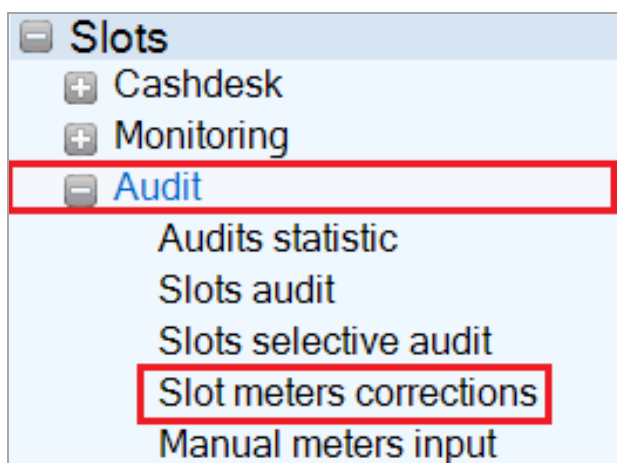 Slots
Cashdesk
Monitoring
Audit
Audits statistic
Slots audit
Slots selective audit
Slot meters corrections
Manual meters input